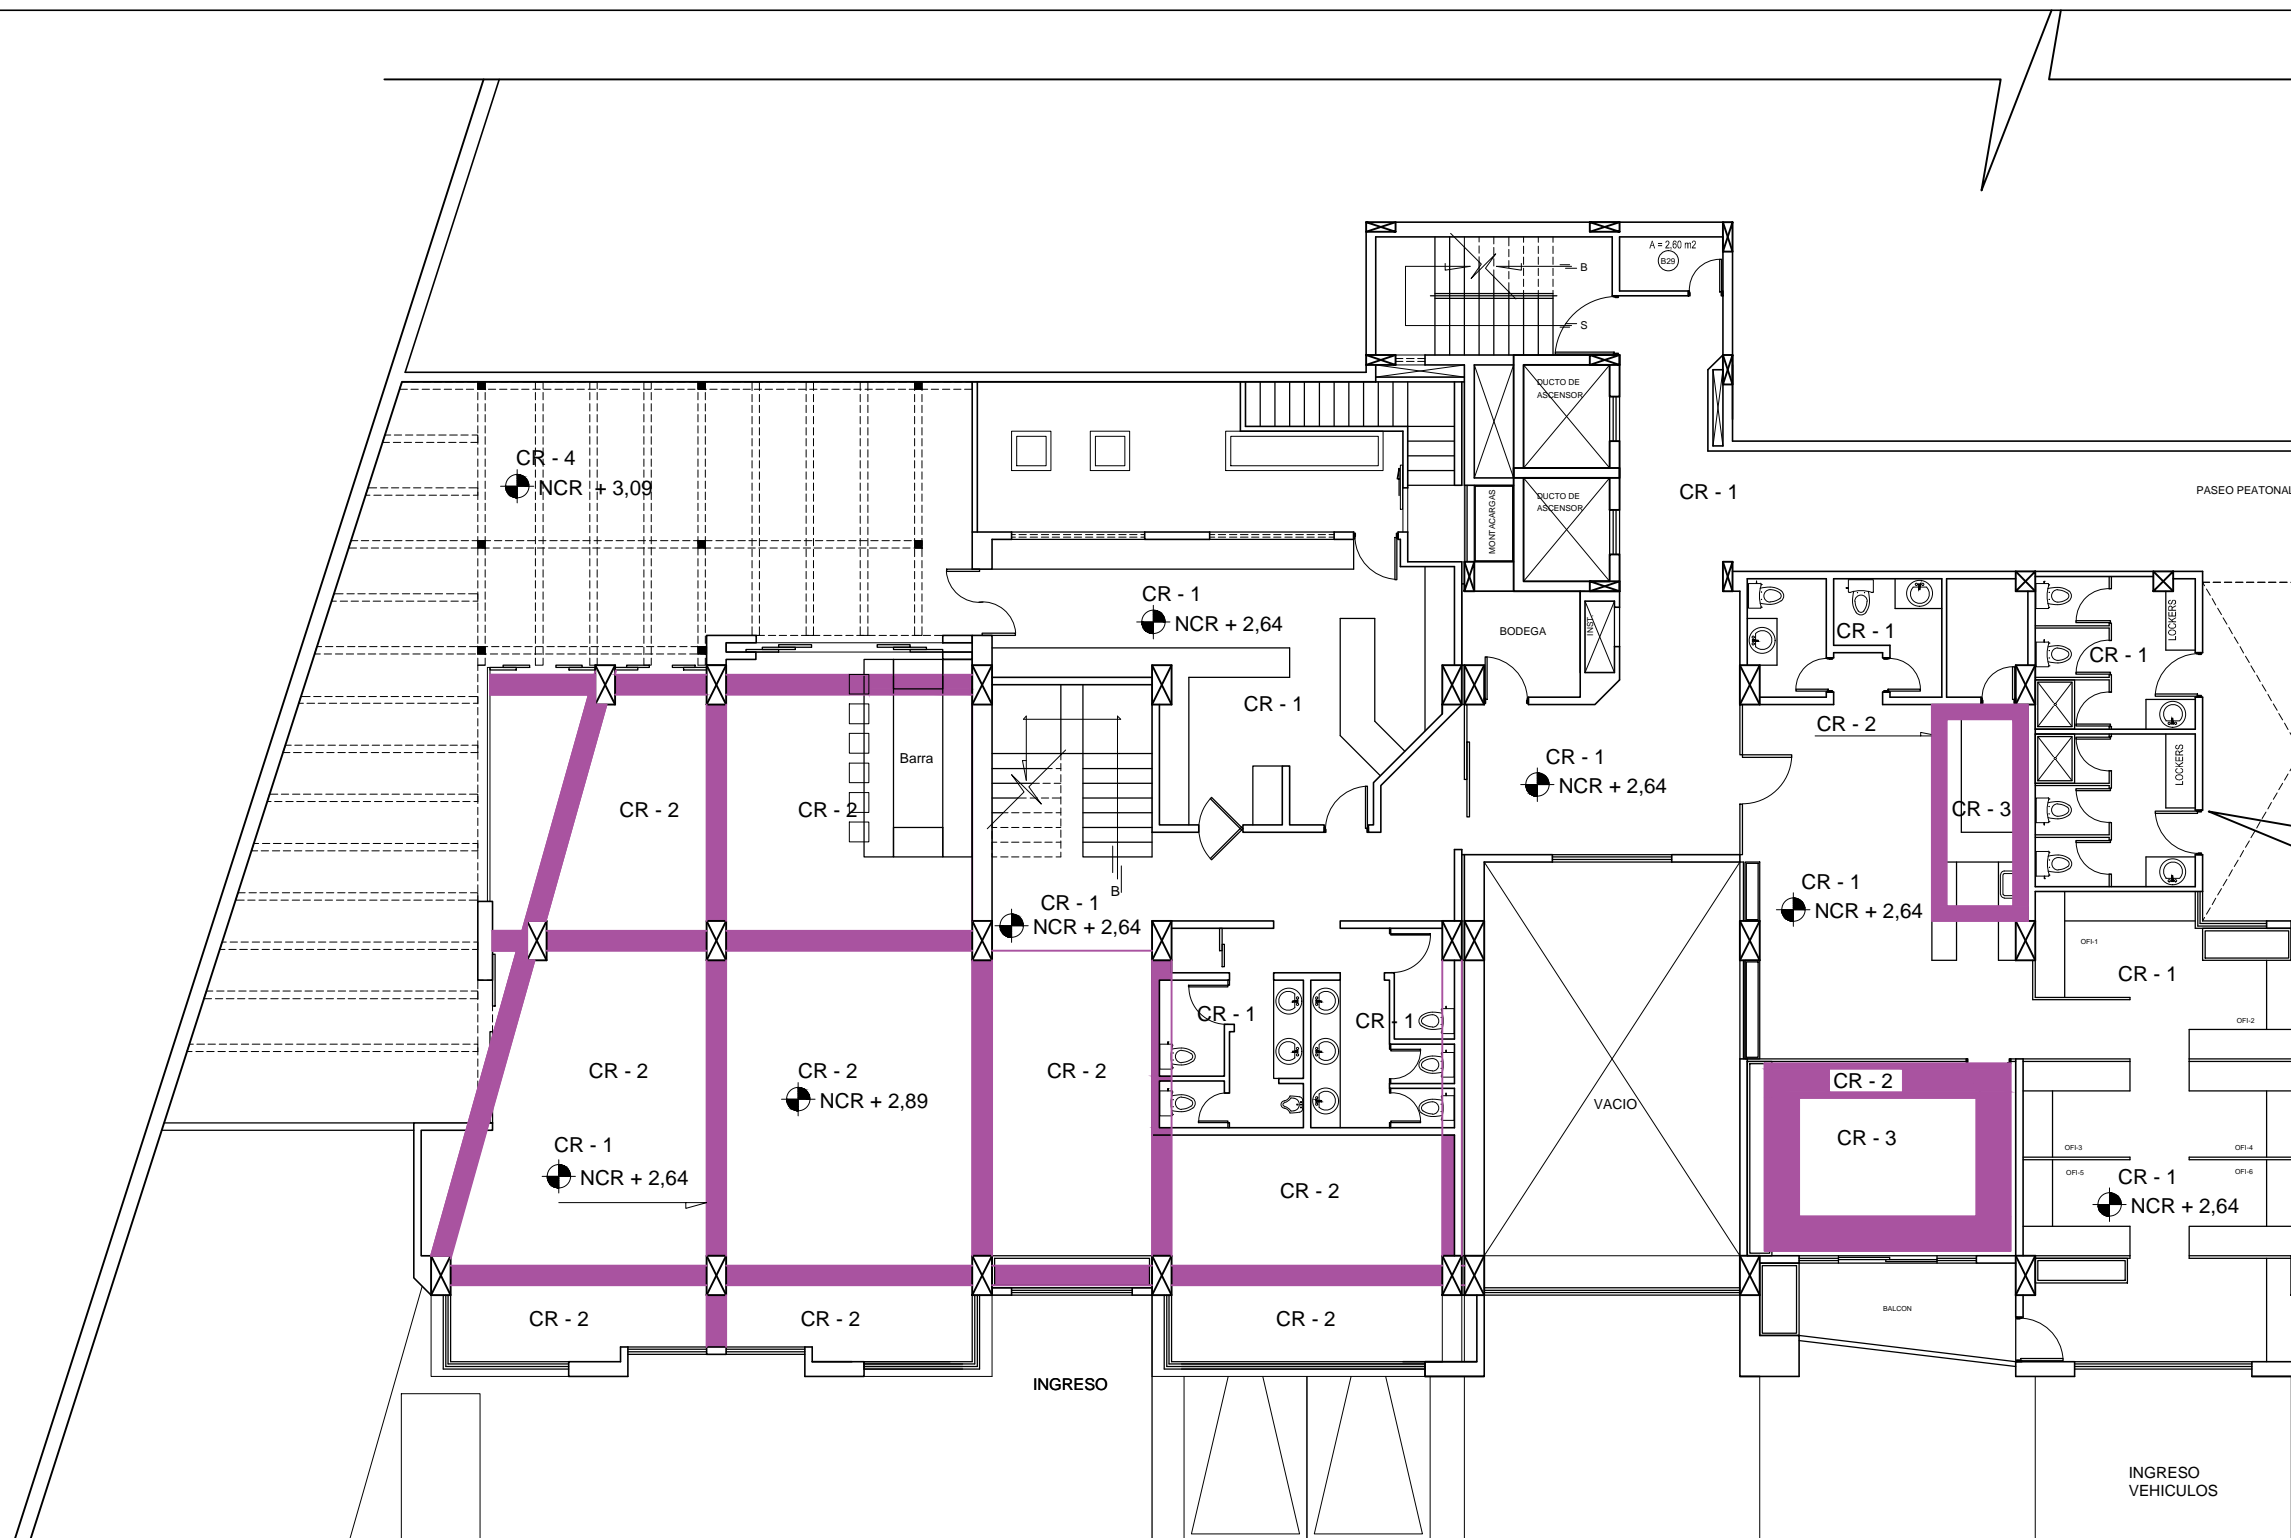 A = 2,60 m2
B29
B
S
DUCTO DE
ASCENSOR
CR - 4
NCR + 3,09
CR - 1
PASEO PEATONAL
DUCTO DE
ASCENSOR
MONTACARGAS
CR - 1
NCR + 2,64
BODEGA
INST.
CR - 1
LOCKERS
CR - 1
CR - 1
CR - 2
Barra
CR - 1
NCR + 2,64
LOCKERS
CR - 2
CR - 2
CR - 3
B
CR - 1
NCR + 2,64
CR - 1
NCR + 2,64
OFI-1
CR - 1
CR - 1
CR - 1
OFI-2
CR - 2
CR - 2
NCR + 2,89
CR - 2
CR - 2
VACIO
CR - 3
CR - 1
NCR + 2,64
OFI-3
OFI-4
OFI-5
OFI-6
CR - 1
NCR + 2,64
CR - 2
CR - 2
CR - 2
CR - 2
BALCON
INGRESO
INGRESO
VEHICULOS